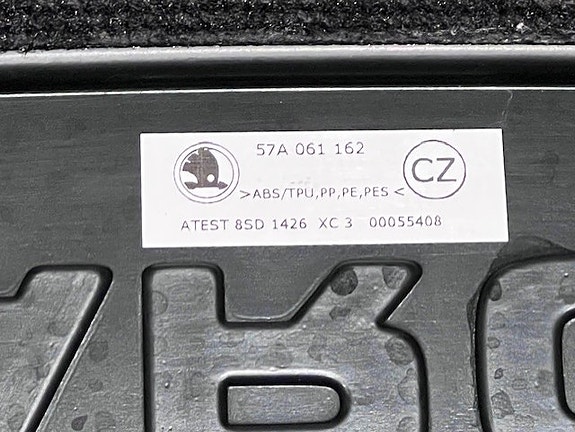 57A 061 162
CZ
>ABS/TPU,PP,PE,PES<
ATEST 8SD 1426 XC 3 00055408